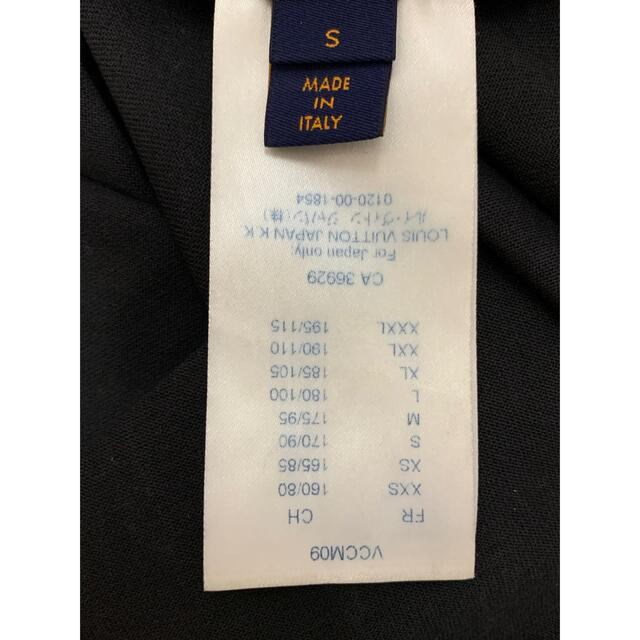 S
MADE
IN
ITALY
VCCM09
FR CH
XXS 160/80
XS 165/85
S 170/90
M 175/95
L 180/100
XL 185/105
XXL 190/110
XXXL 195/115
CA 36929
For Japan only:
LOUIS VUITTON JAPAN K K
ルイ・ヴィトン ジャパン(株)
0120-00-1854